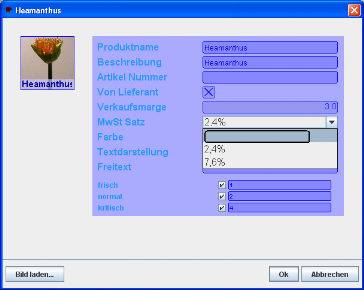 Heamanthus
Heamanthus
Produktname Heamanthus
Beschreibung Heamanthus
Artikel Nummer
Von Lieferant
Verkaufsmarge 3.0
MwSt Satz 2,4%
Farbe
2,4%
Textdarstellung
7,6%
Freitext
frisch 1
normal 2
kritisch 4
Bild laden... Ok Abbrechen